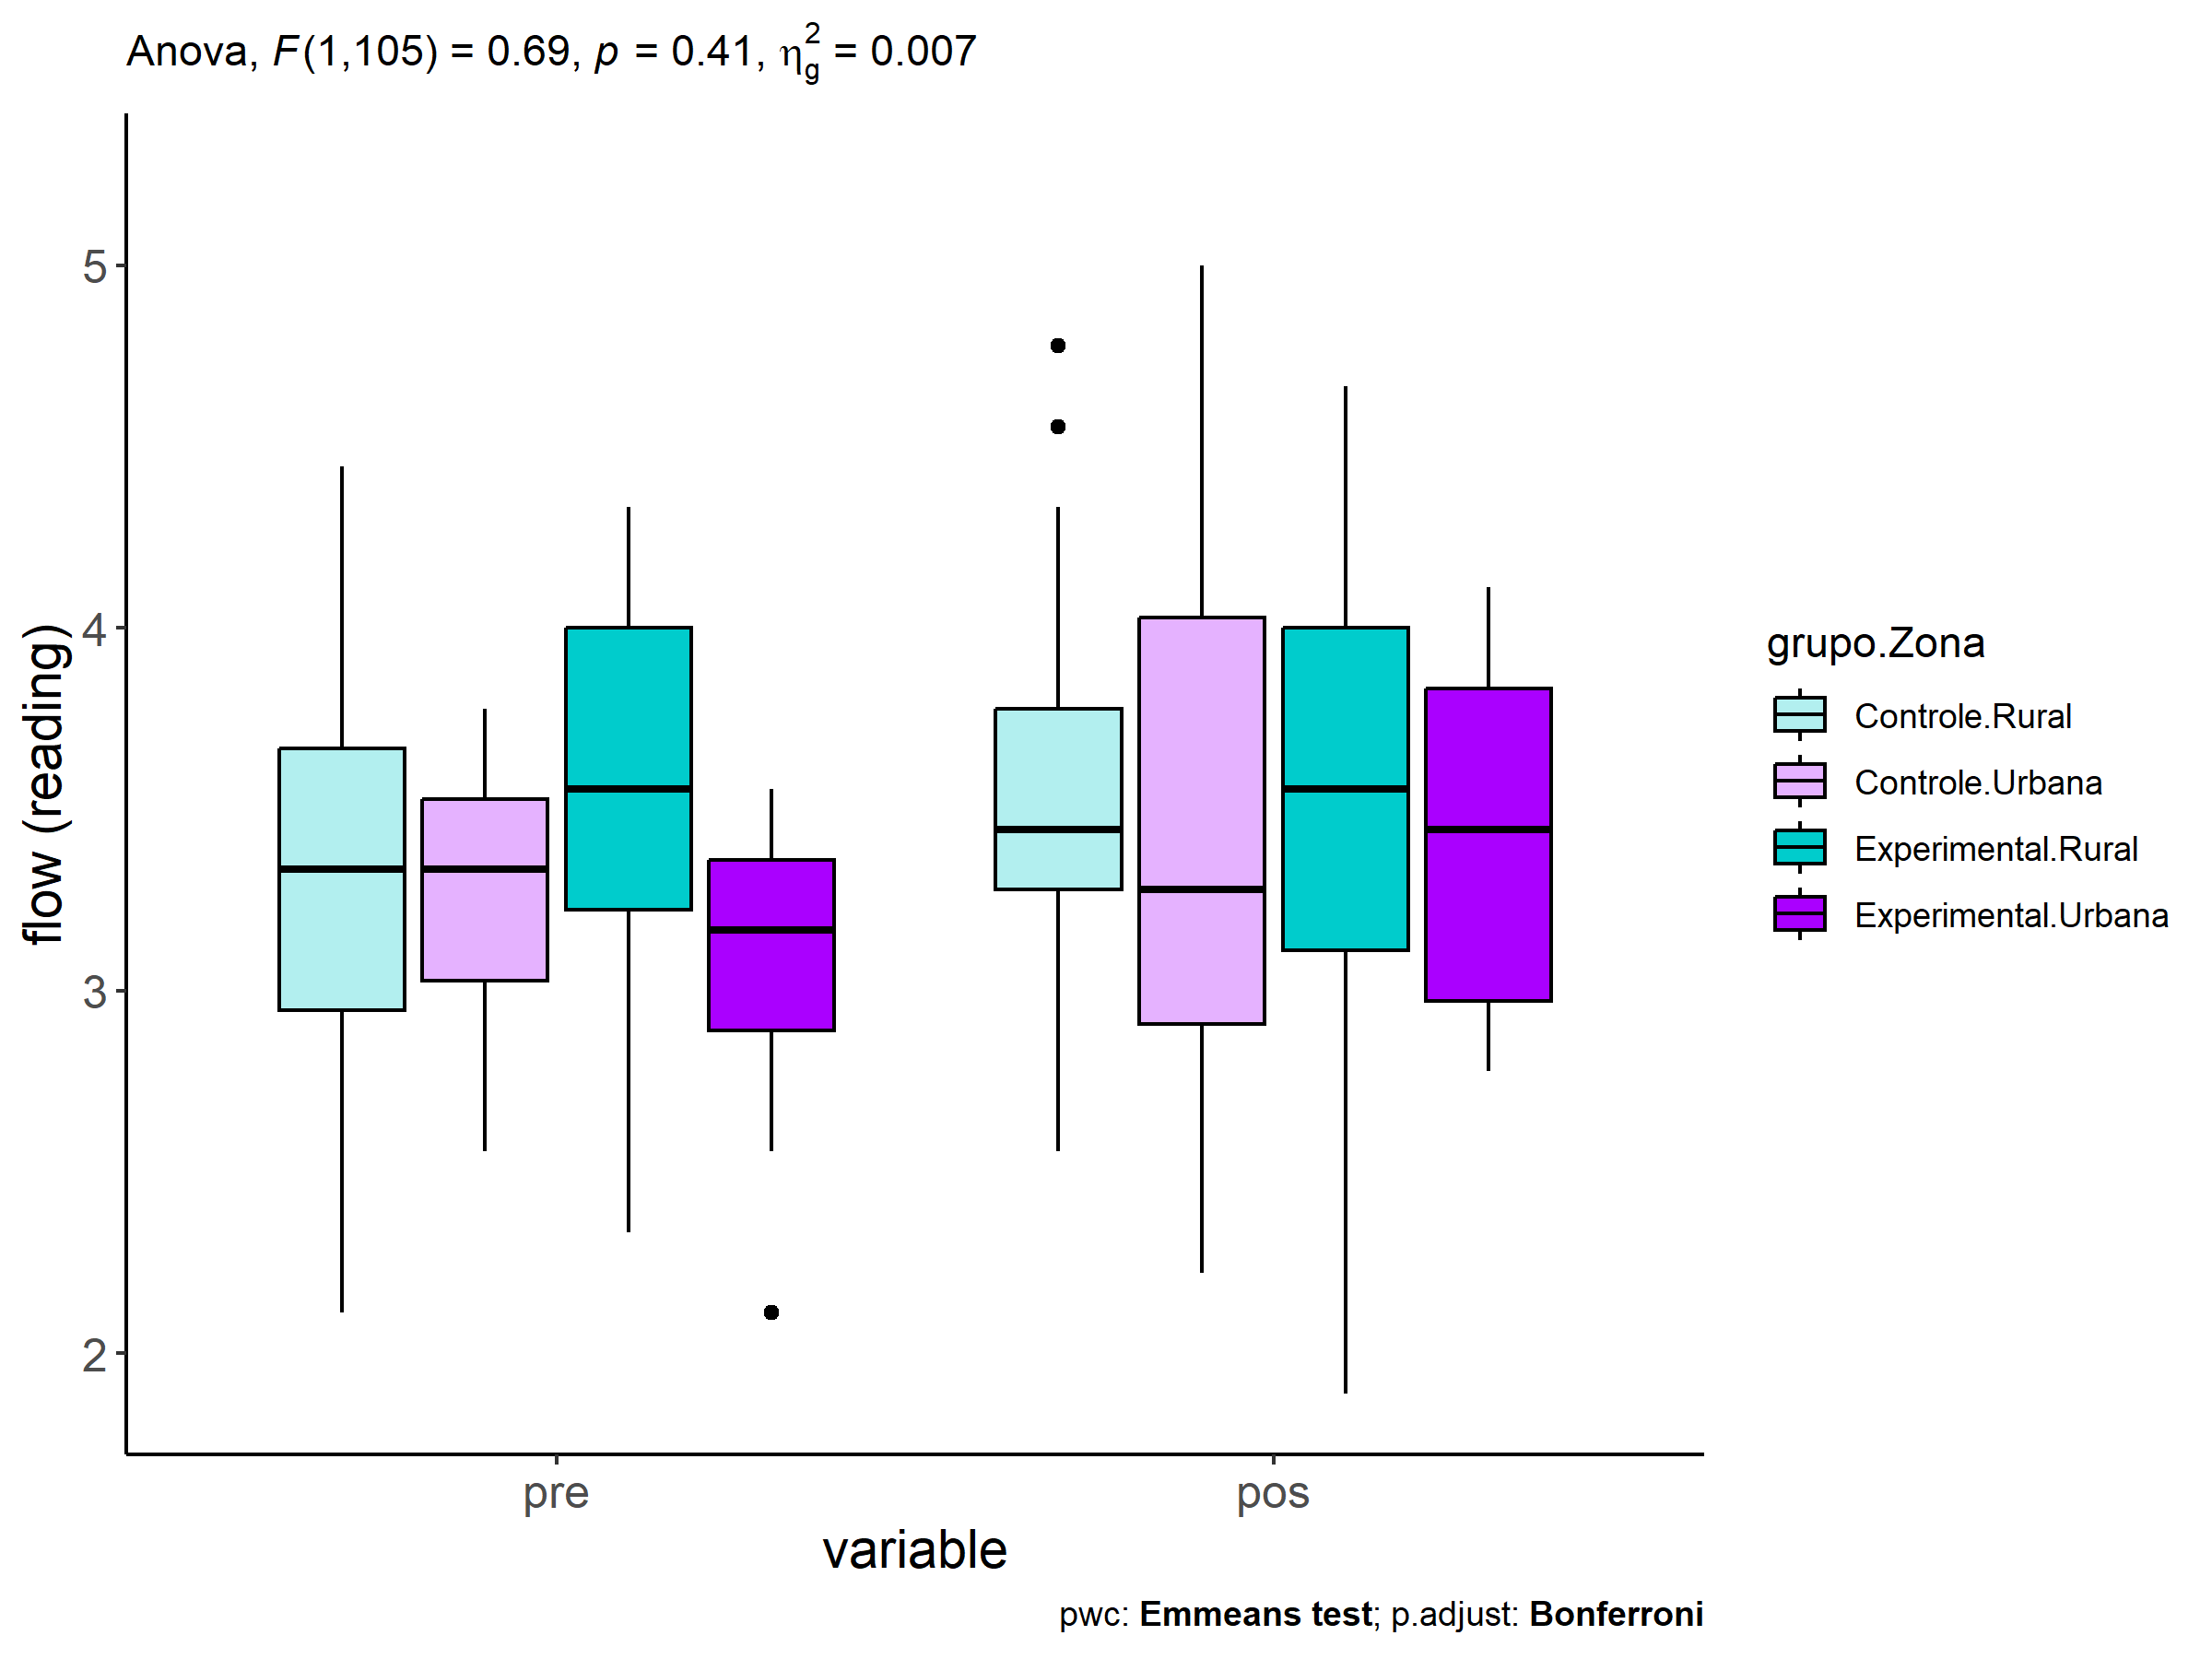 Anova, F(1,105) = 0.69, p = 0.41, η²g = 0.007
flow (reading)
5
4
3
2
pre
pos
variable
grupo.Zona
Controle.Rural
Controle.Urbana
Experimental.Rural
Experimental.Urbana
pwc: Emmeans test; p.adjust: Bonferroni